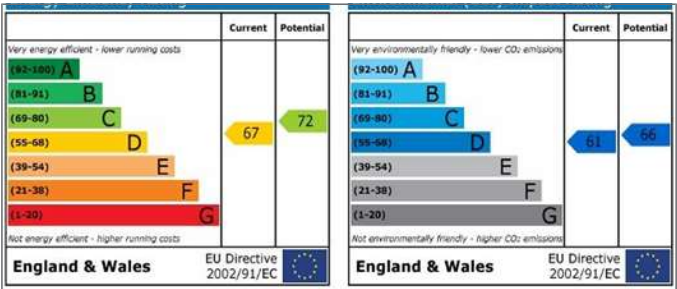 Current Potential
Very energy efficient - lower running costs
(92-100) A
(81-91) B
(69-80) C
(55-68) D
(39-54) E
(21-38) F
(1-20) G
67
72
Not energy efficient - higher running costs
England & Wales
EU Directive
2002/91/EC
Current Potential
Very environmentally friendly - lower CO₂ emissions
(92-100) A
(81-91) B
(69-80) C
(55-68) D
(39-54) E
(21-38) F
(1-20) G
61
66
Not environmentally friendly - higher CO₂ emissions
England & Wales
EU Directive
2002/91/EC